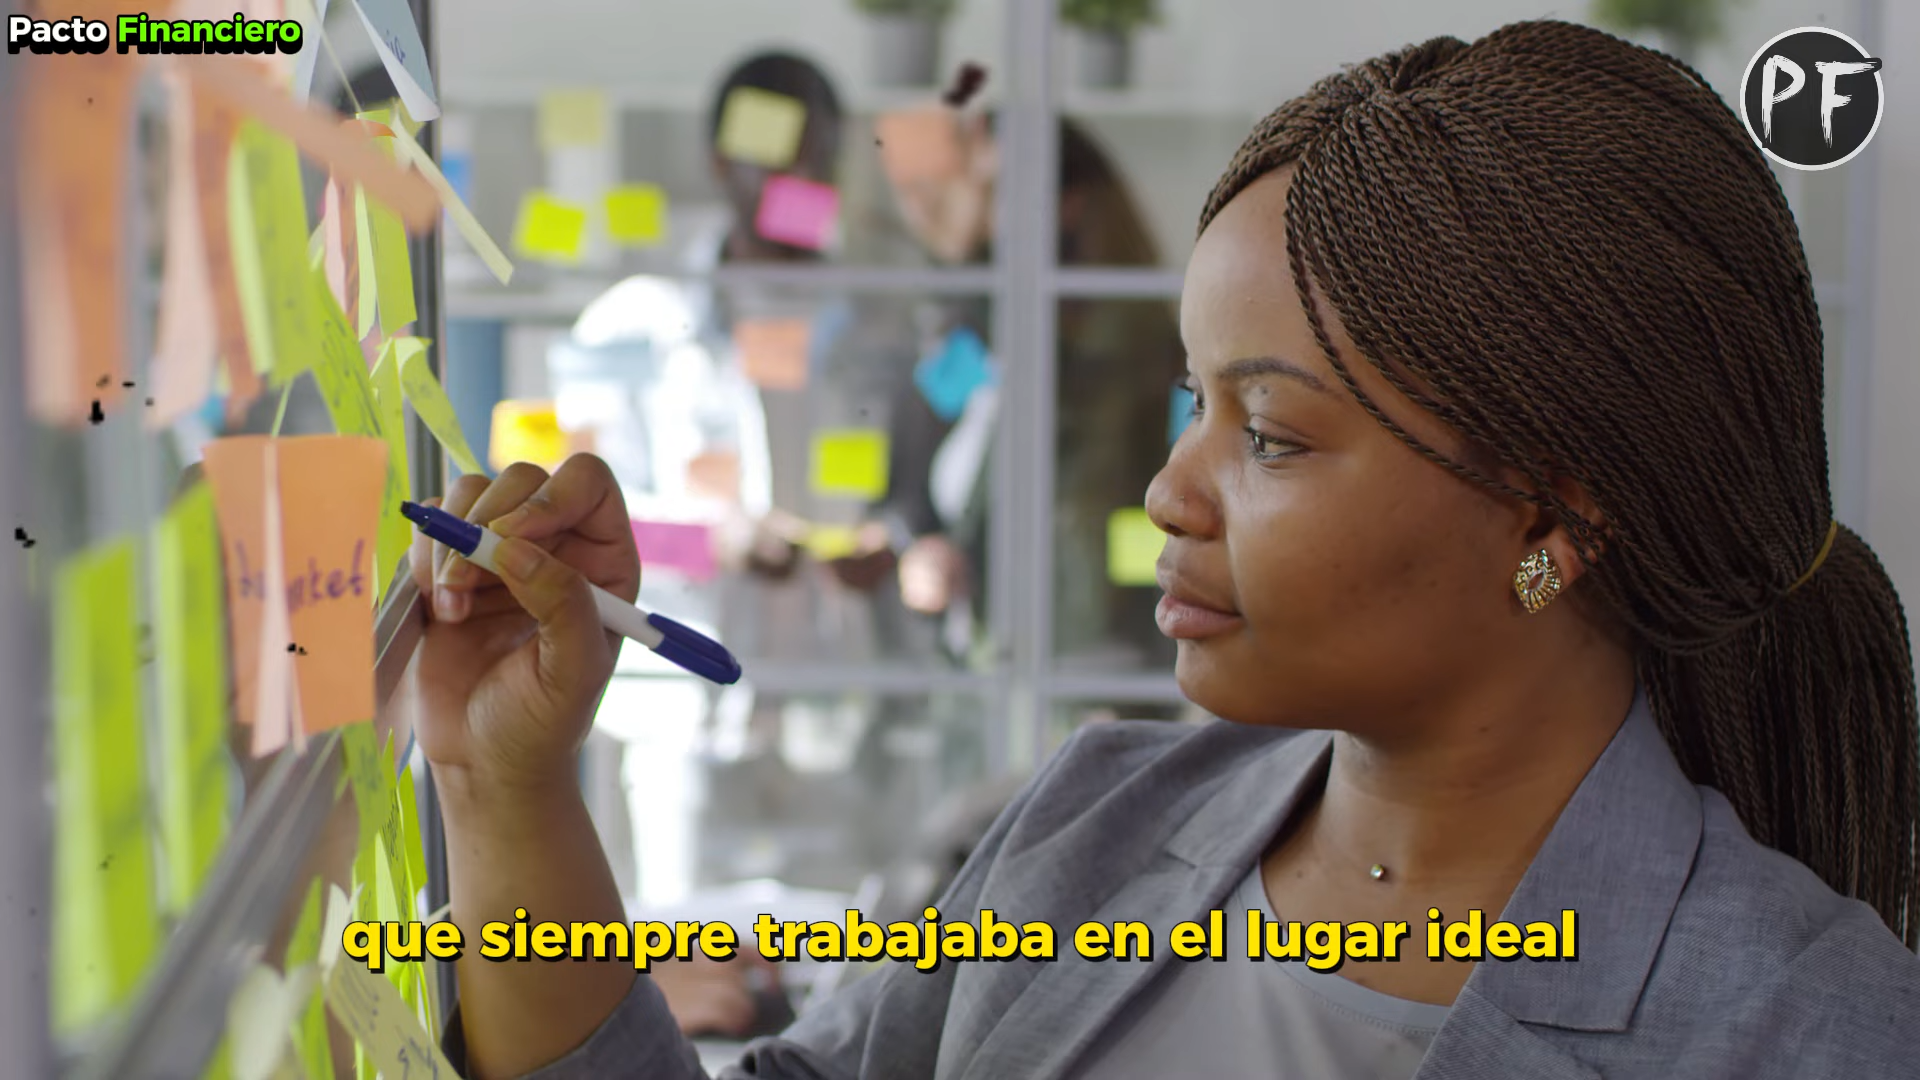 Pacto Financiero
PF
que siempre trabajaba en el lugar ideal